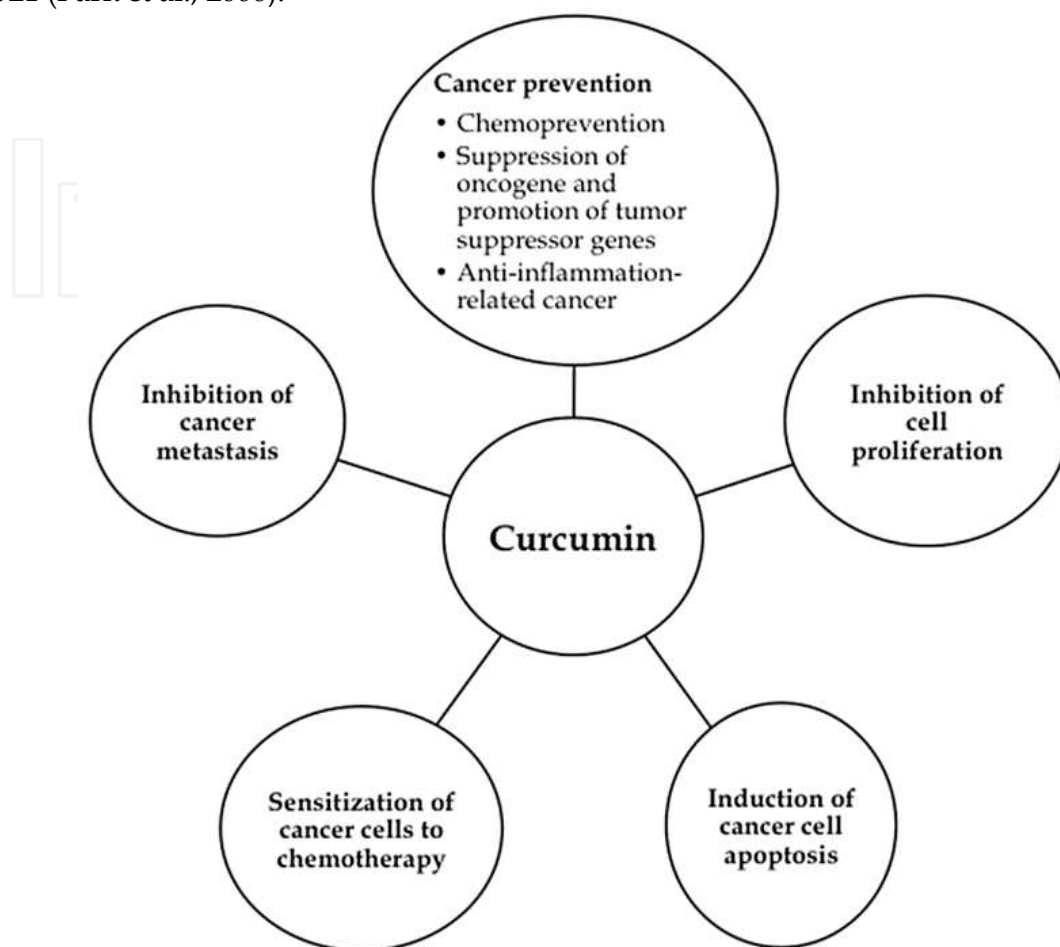 Cancer prevention
• Chemoprevention
• Suppression of
oncogene and
promotion of tumor
suppressor genes
• Anti-inflammation-
related cancer
Inhibition of
cancer
metastasis
Inhibition of
cell
proliferation
Curcumin
Sensitization of
cancer cells to
chemotherapy
Induction of
cancer cell
apoptosis